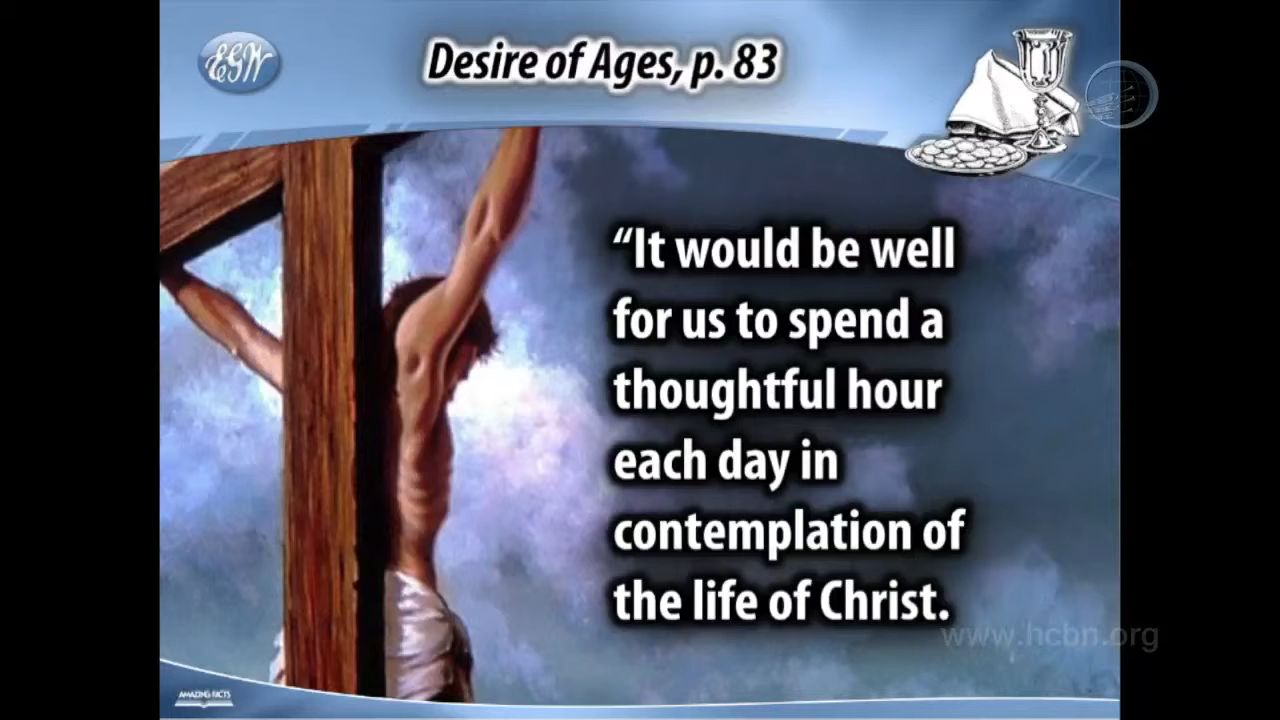 EGW
Desire of Ages, p. 83
“It would be well
for us to spend a
thoughtful hour
each day in
contemplation of
the life of Christ.
www.hcbn.org
AMAZING FACTS